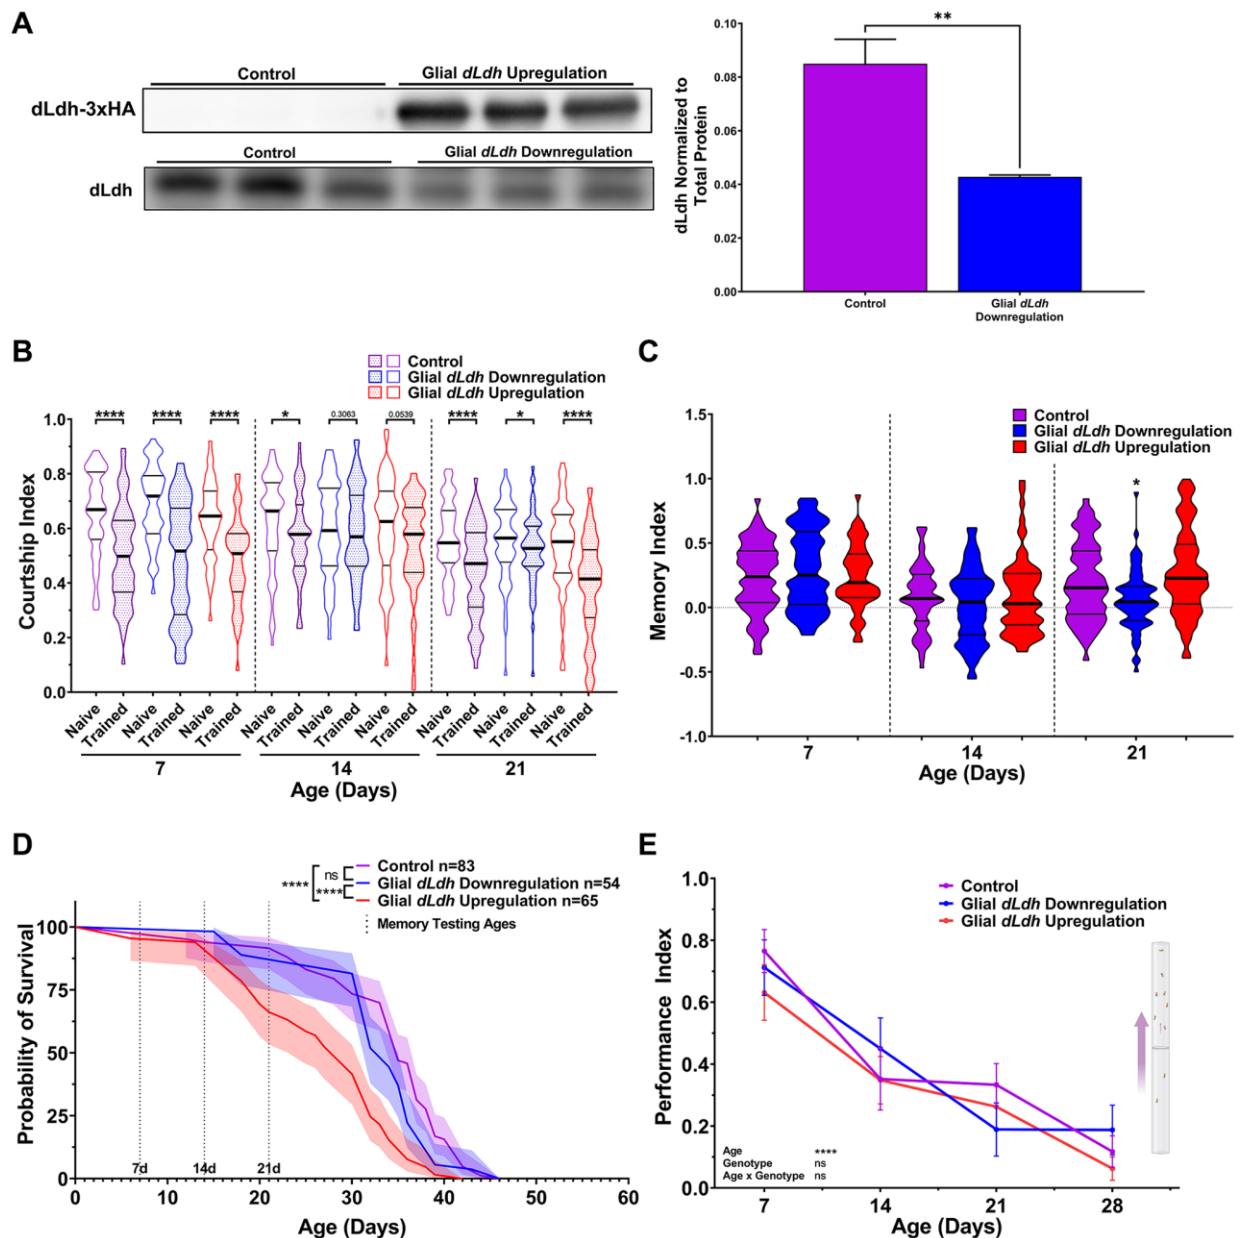 A
Control
Glial dLdh Upregulation
dLdh-3xHA
Control
Glial dLdh Downregulation
dLdh
dLdh Normalized to
Total Protein
0.10
0.08
0.06
0.04
0.02
0.00
**
Control
Glial dLdh
Downregulation
B
Control
Glial dLdh Downregulation
Glial dLdh Upregulation
Courtship Index
1.0
0.8
0.6
0.4
0.2
0.0
**** **** **** * 0.3063 0.0539 **** * ****
Naive Trained Naive Trained Naive Trained Naive Trained Naive Trained Naive Trained Naive Trained Naive Trained Naive Trained
7 14 21
Age (Days)
C
Control
Glial dLdh Downregulation
Glial dLdh Upregulation
Memory Index
1.5
1.0
0.5
0.0
-0.5
-1.0
*
7 14 21
Age (Days)
D
Control n=83
Glial dLdh Downregulation n=54
Glial dLdh Upregulation n=65
Memory Testing Ages
ns
****
****
Probability of Survival
100
75
50
25
0
7d 14d 21d
0 10 20 30 40 50 60
Age (Days)
E
Control
Glial dLdh Downregulation
Glial dLdh Upregulation
Performance Index
1.0
0.8
0.6
0.4
0.2
0.0
Age ****
Genotype ns
Age x Genotype ns
7 14 21 28
Age (Days)